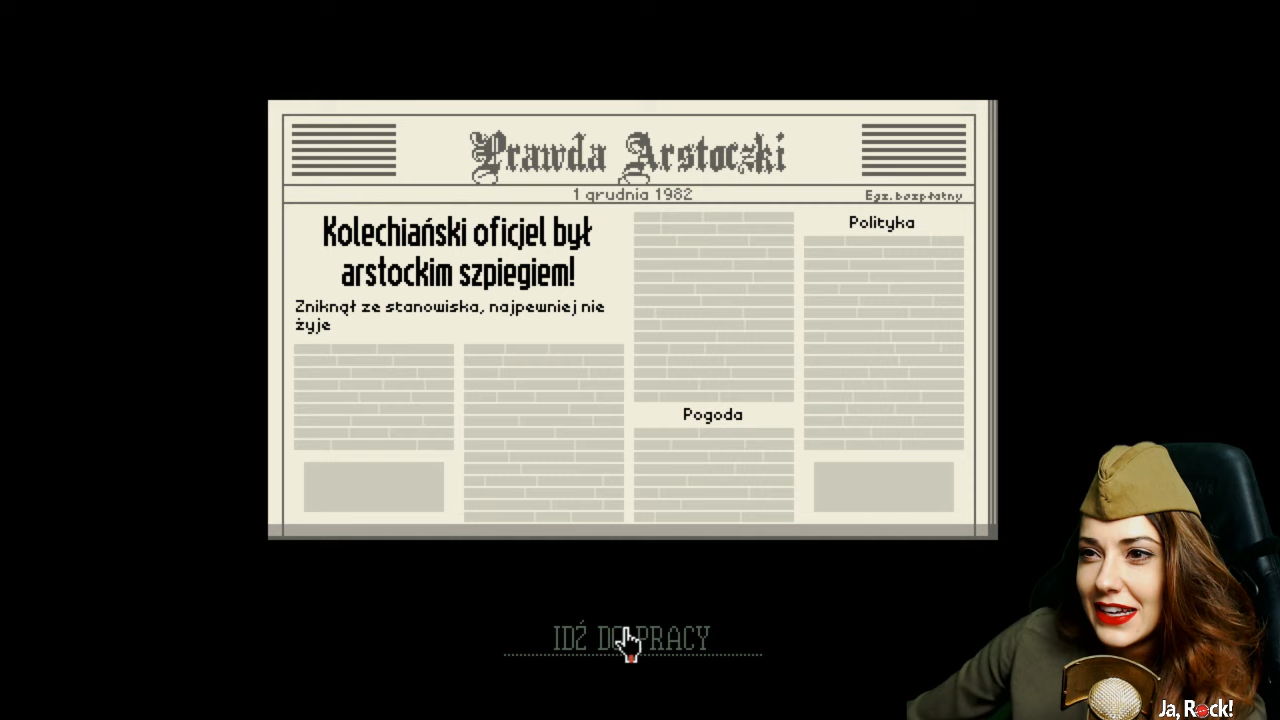 Prawda Arstoczki
1 grudnia 1982
Egz. bezpłatny
Kolechiański oficjel był
arstockim szpiegiem!
Zniknął ze stanowiska, najpewniej nie
żyje
Pogoda
Polityka
IDŹ DO PRACY
Ja, Rock!